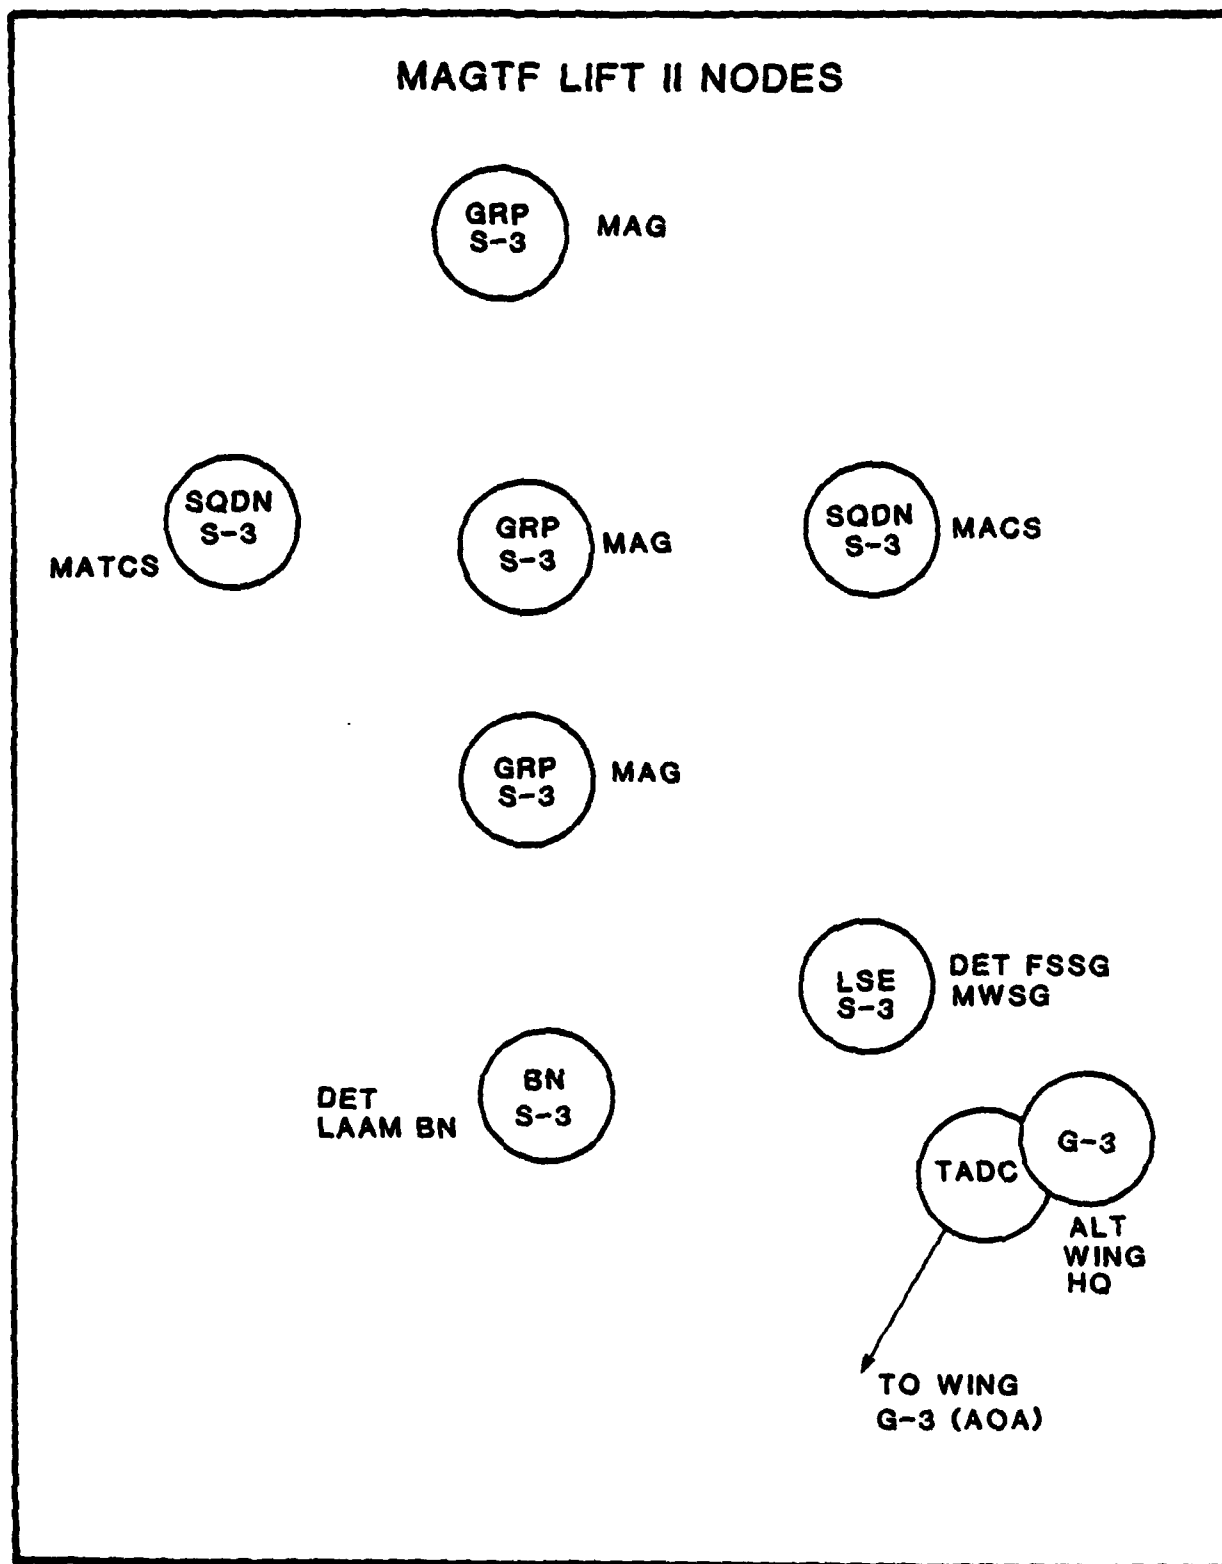 MAGTF LIFT II NODES
GRP
S-3
MAG
SQDN
S-3
MATCS
GRP
S-3
MAG
SQDN
S-3
MACS
GRP
S-3
MAG
LSE
S-3
DET FSSG
MWSG
BN
S-3
DET
LAAM BN
TADC
G-3
ALT
WING
HQ
TO WING
G-3 (AOA)